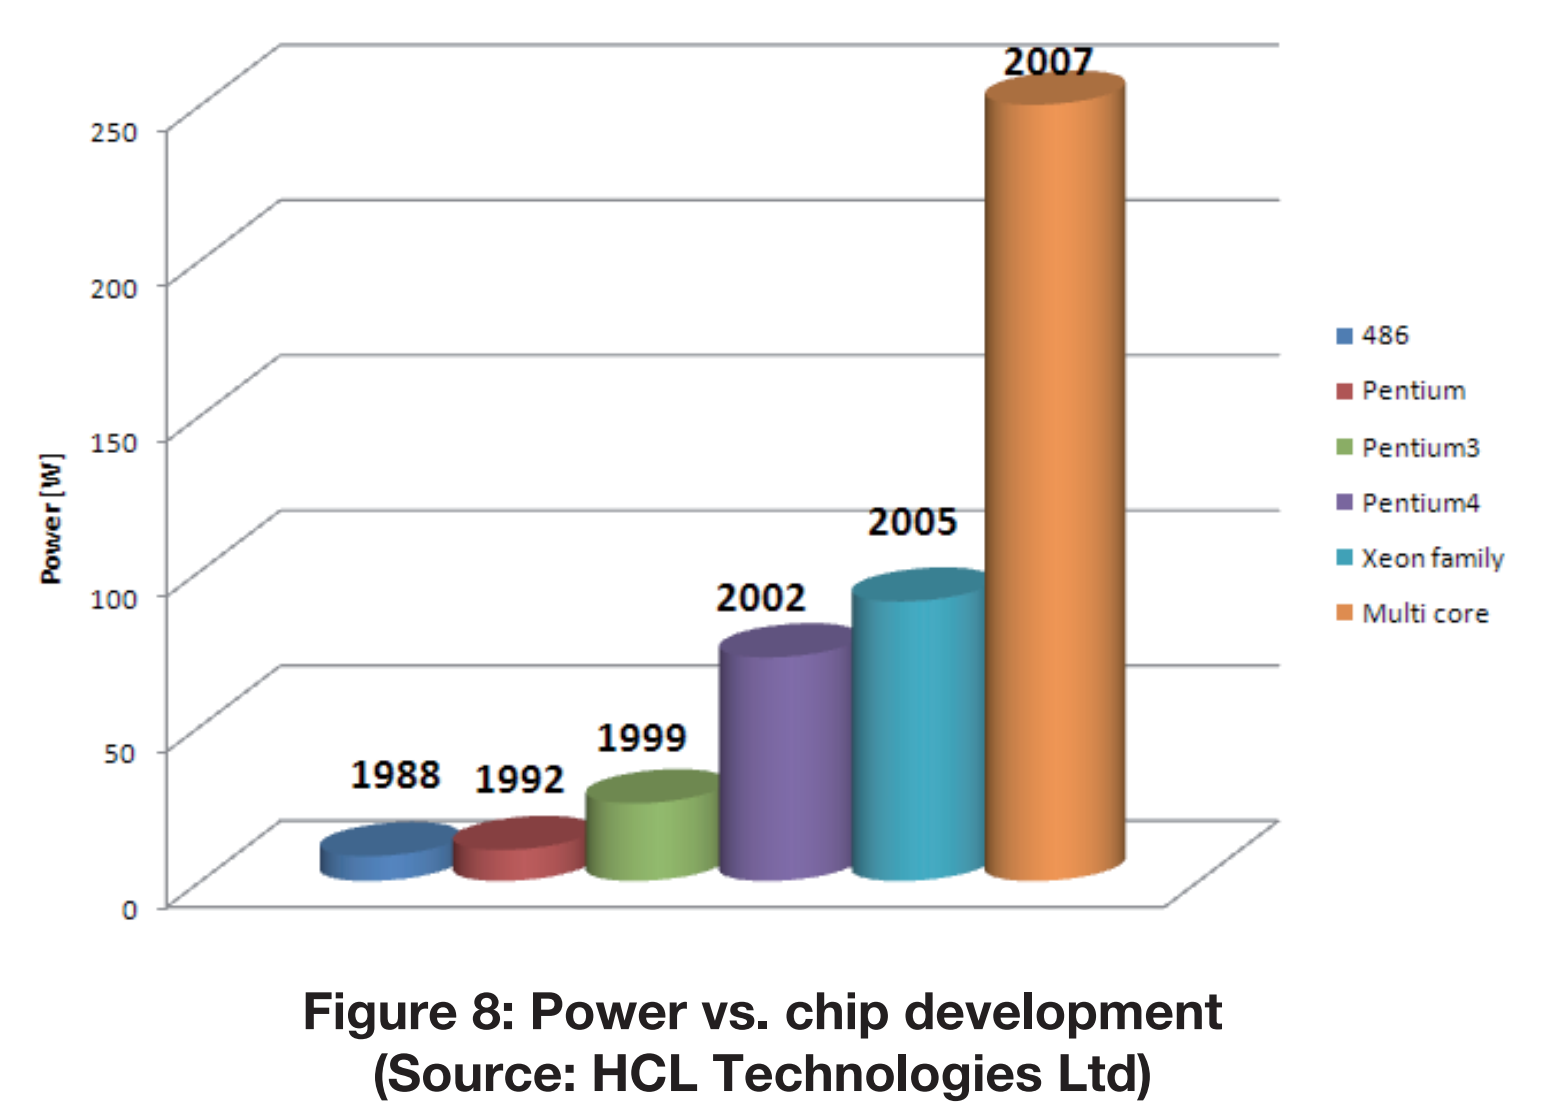 2007
250
200
150
100
50
0
Power [W]
2005
2002
1999
1988
1992
486
Pentium
Pentium3
Pentium4
Xeon family
Multi core
Figure 8: Power vs. chip development
(Source: HCL Technologies Ltd)